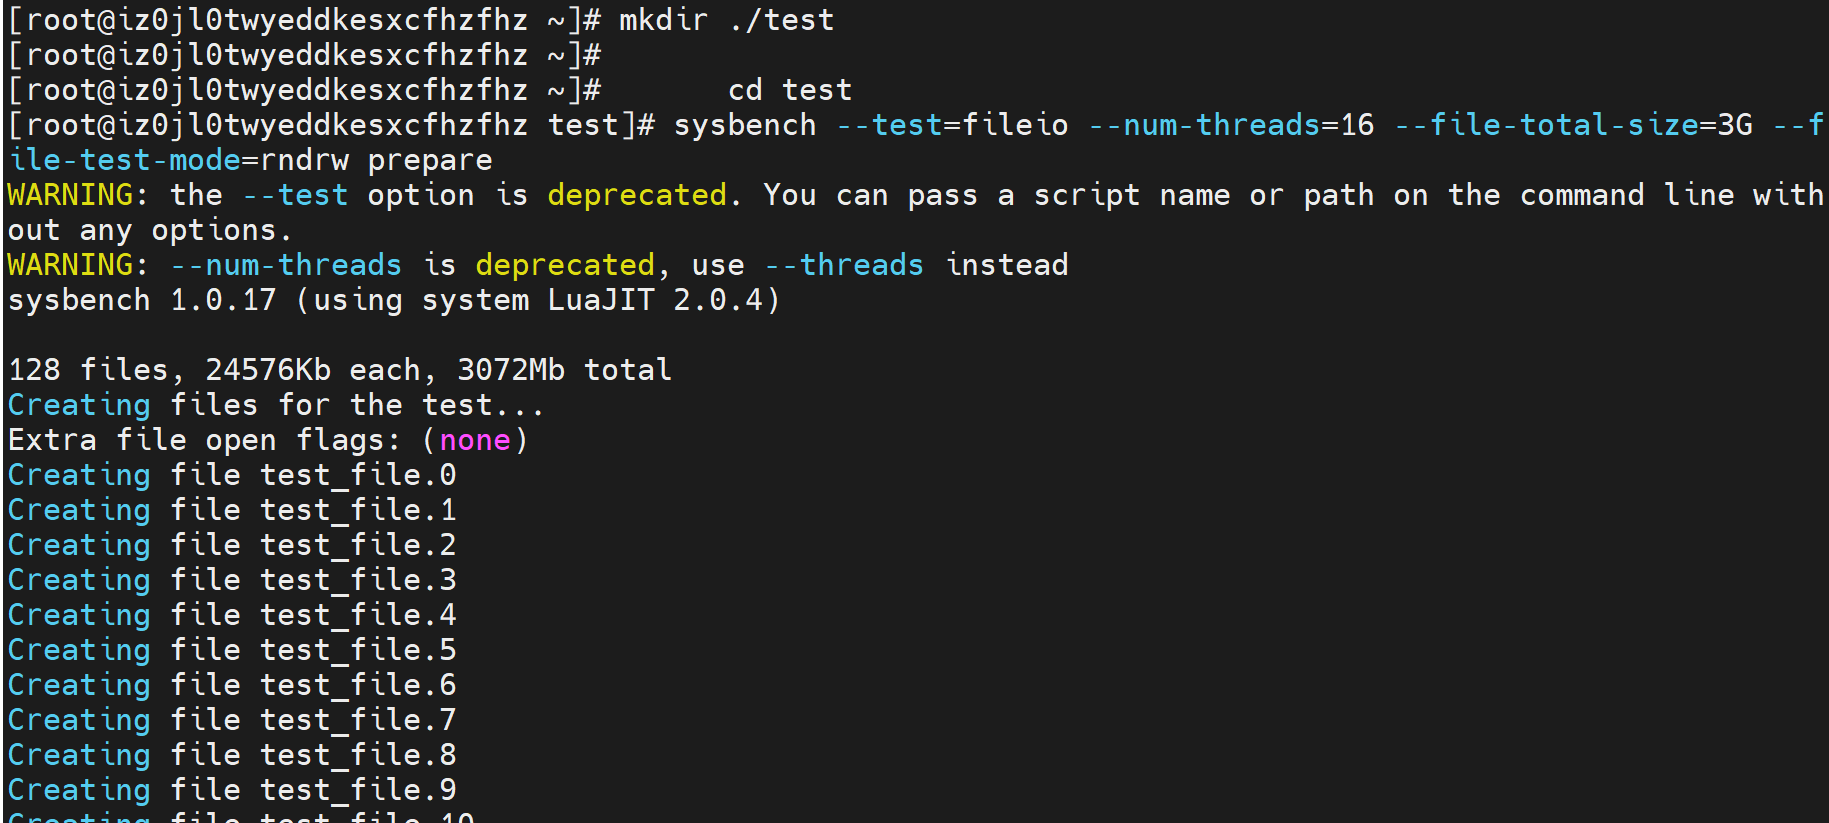 [root@iz0jl0twyeddkesxcfhzfhz ~]# mkdir ./test
[root@iz0jl0twyeddkesxcfhzfhz ~]#
[root@iz0jl0twyeddkesxcfhzfhz ~]#       cd test
[root@iz0jl0twyeddkesxcfhzfhz test]# sysbench --test=fileio --num-threads=16 --file-total-size=3G --f
ile-test-mode=rndrw prepare
WARNING: the --test option is deprecated. You can pass a script name or path on the command line with
out any options.
WARNING: --num-threads is deprecated, use --threads instead
sysbench 1.0.17 (using system LuaJIT 2.0.4)

128 files, 24576Kb each, 3072Mb total
Creating files for the test...
Extra file open flags: (none)
Creating file test_file.0
Creating file test_file.1
Creating file test_file.2
Creating file test_file.3
Creating file test_file.4
Creating file test_file.5
Creating file test_file.6
Creating file test_file.7
Creating file test_file.8
Creating file test_file.9
Creating file test_file.10